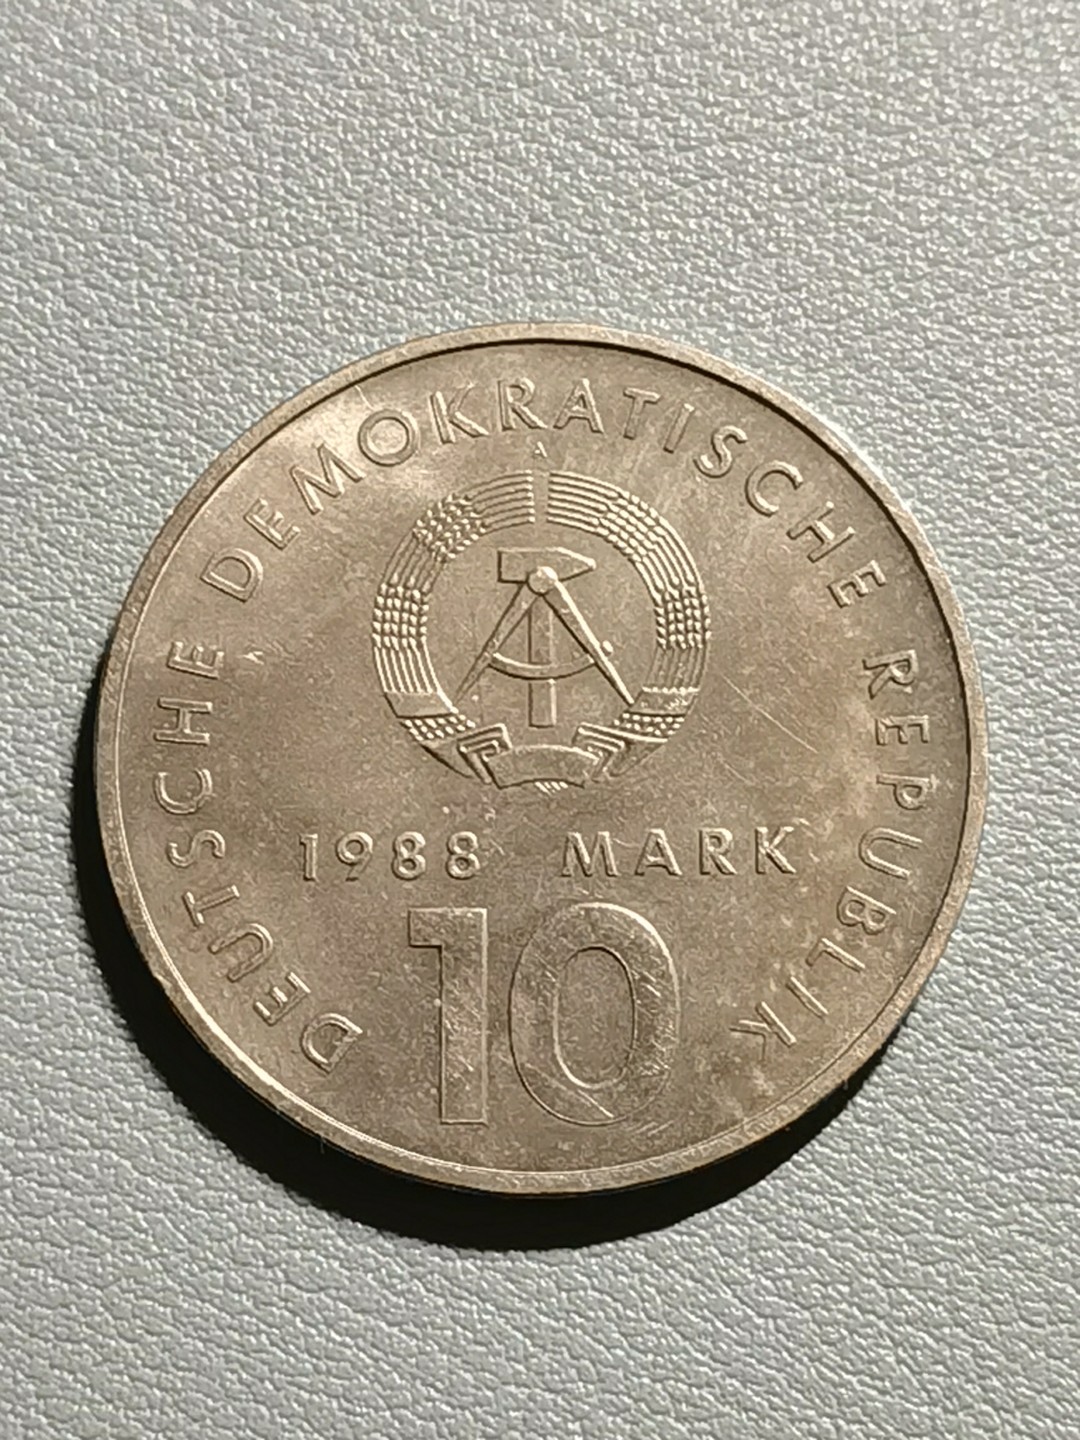 DEUTSCHE DEMOKRATISCHE REPUBLIK
A
1988 MARK
10